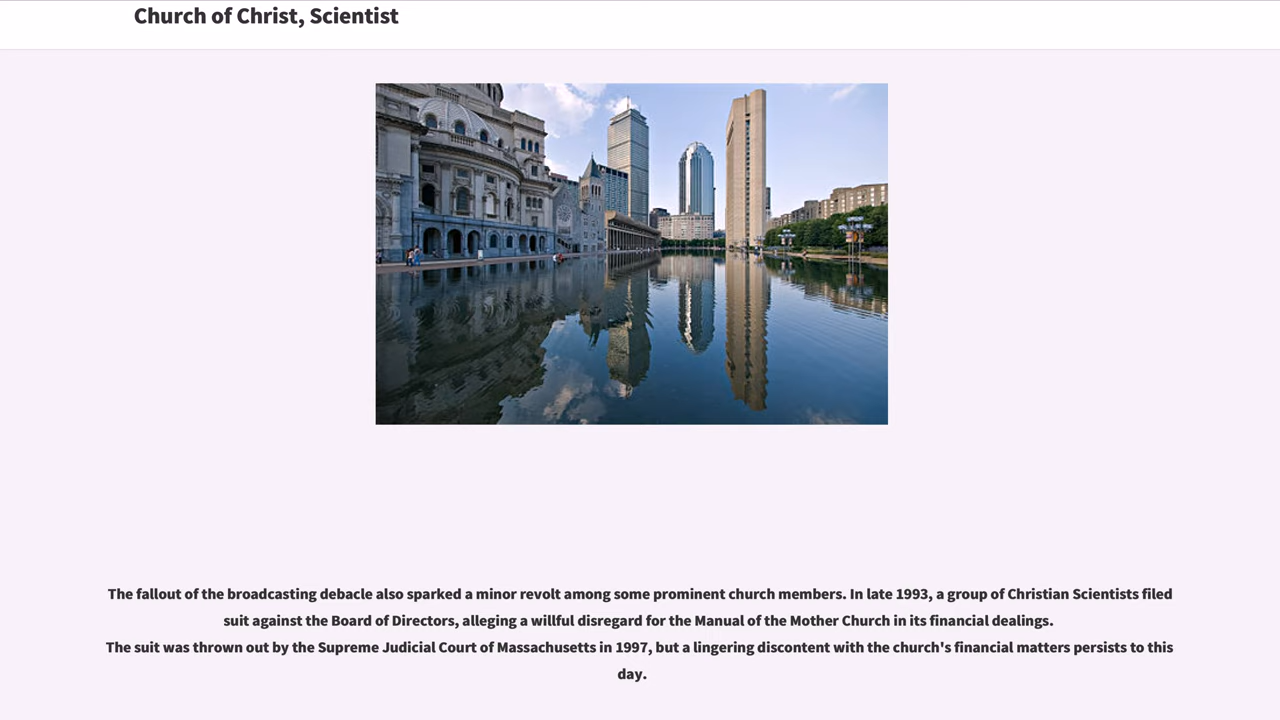 Church of Christ, Scientist
The fallout of the broadcasting debacle also sparked a minor revolt among some prominent church members. In late 1993, a group of Christian Scientists filed
suit against the Board of Directors, alleging a willful disregard for the Manual of the Mother Church in its financial dealings.
The suit was thrown out by the Supreme Judicial Court of Massachusetts in 1997, but a lingering discontent with the church's financial matters persists to this
day.